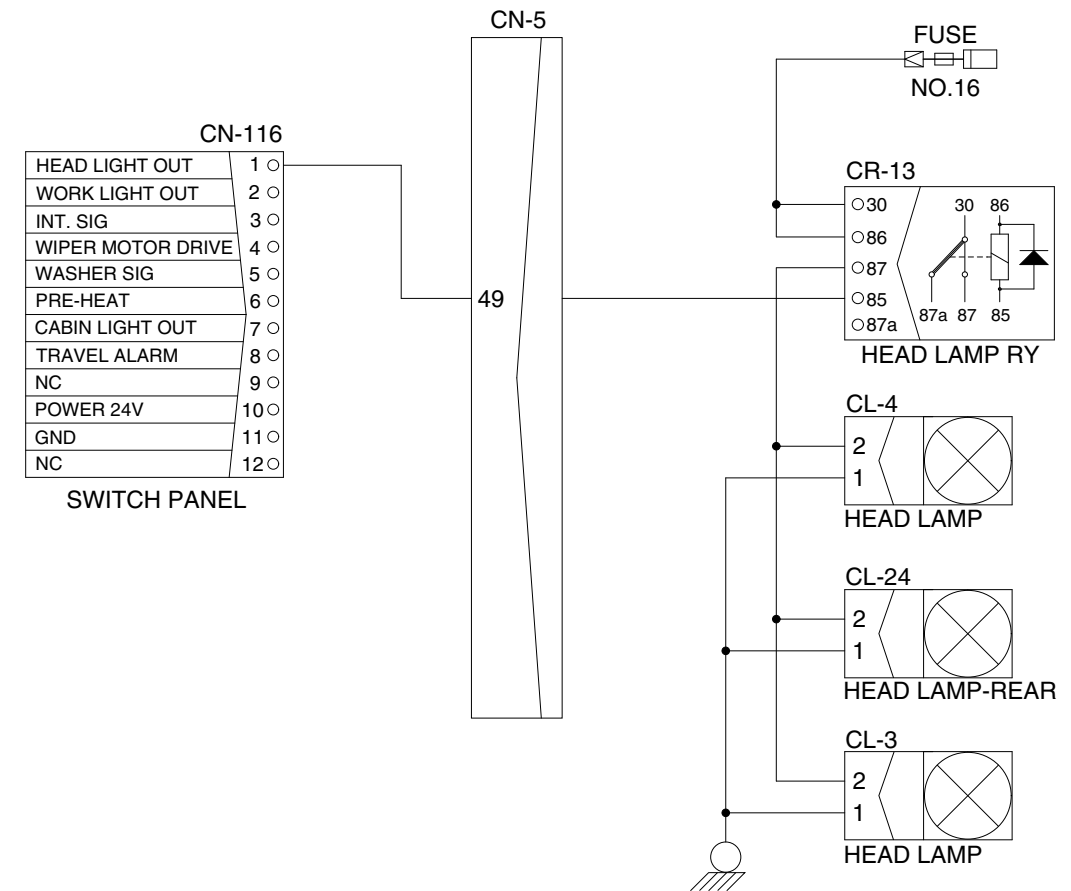 CN-5
FUSE
NO.16
CN-116
HEAD LIGHT OUT 1
WORK LIGHT OUT 2
INT. SIG 3
WIPER MOTOR DRIVE 4
WASHER SIG 5
PRE-HEAT 6
CABIN LIGHT OUT 7
TRAVEL ALARM 8
NC 9
POWER 24V 10
GND 11
NC 12
SWITCH PANEL
49
CR-13
30
86
87
85
87a
30 86
87a 87 85
HEAD LAMP RY
CL-4
2
1
HEAD LAMP
CL-24
2
1
HEAD LAMP-REAR
CL-3
2
1
HEAD LAMP